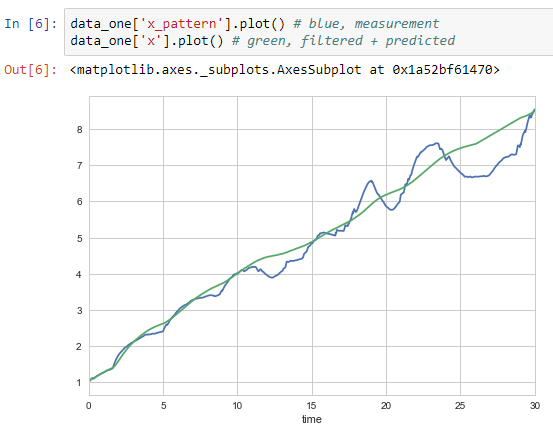 In [6]: data_one['x_pattern'].plot() # blue, measurement
data_one['x'].plot() # green, filtered + predicted
Out[6]: <matplotlib.axes._subplots.AxesSubplot at 0x1a52bf61470>
8
7
6
5
4
3
2
1
0 5 10 15 20 25 30
time